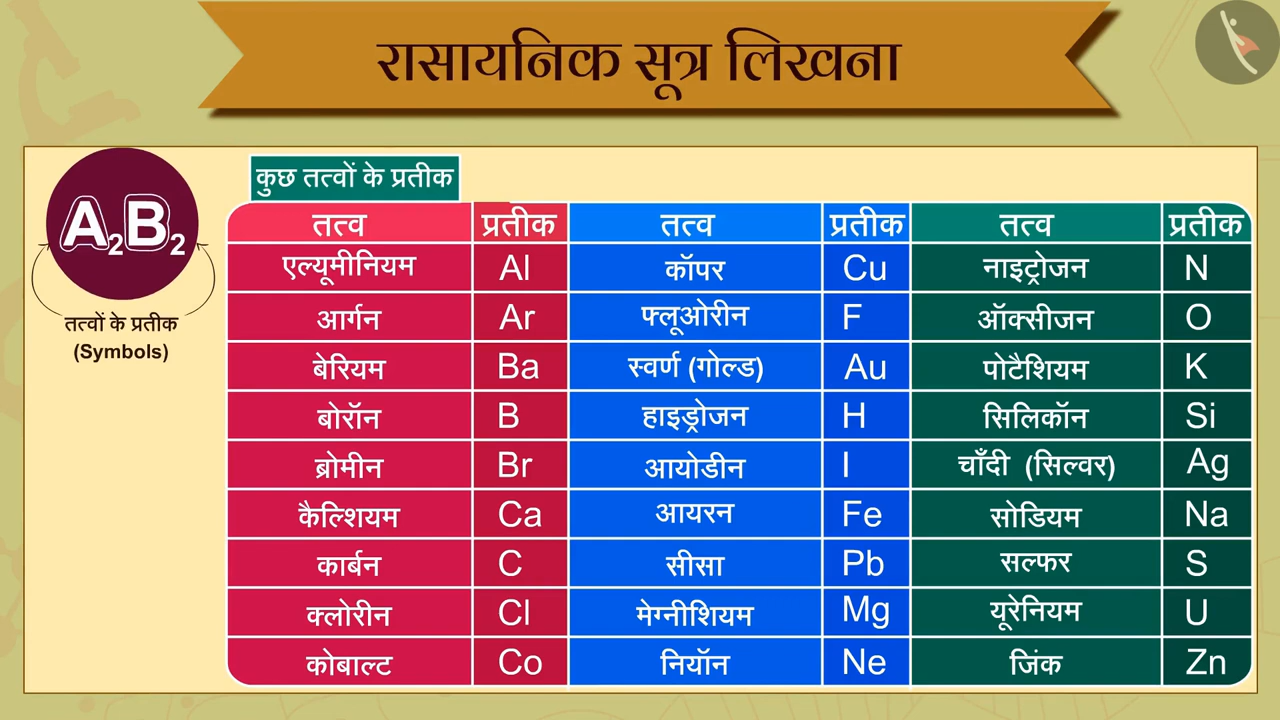 रासायनिक सूत्र लिखना
A2B2
तत्वों के प्रतीक
(Symbols)
कुछ तत्वों के प्रतीक
तत्व प्रतीक तत्व प्रतीक तत्व प्रतीक
एल्यूमीनियम Al कॉपर Cu नाइट्रोजन N
आर्गन Ar फ्लूओरीन F ऑक्सीजन O
बेरियम Ba स्वर्ण (गोल्ड) Au पोटैशियम K
बोरॉन B हाइड्रोजन H सिलिकॉन Si
ब्रोमीन Br आयोडीन I चाँदी (सिल्वर) Ag
कैल्शियम Ca आयरन Fe सोडियम Na
कार्बन C सीसा Pb सल्फर S
क्लोरीन Cl मेग्नीशियम Mg यूरेनियम U
कोबाल्ट Co नियॉन Ne जिंक Zn